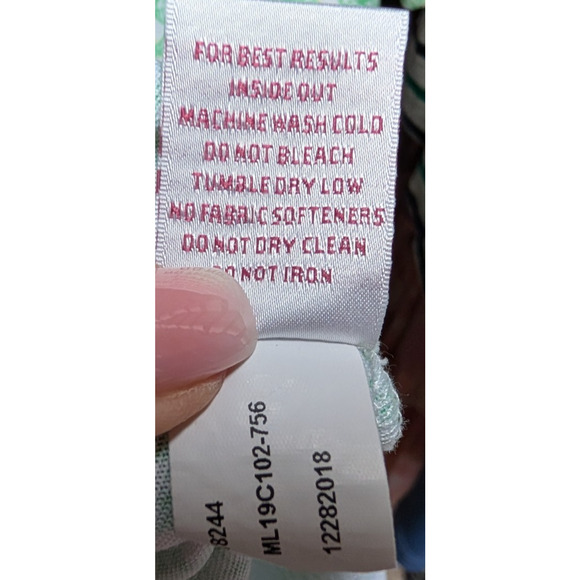 FOR BEST RESULTS
INSIDE OUT
MACHINE WASH COLD
DO NOT BLEACH
TUMBLE DRY LOW
NO FABRIC SOFTENERS
DO NOT DRY CLEAN
DO NOT IRON
8244
ML19C102-756
12282018